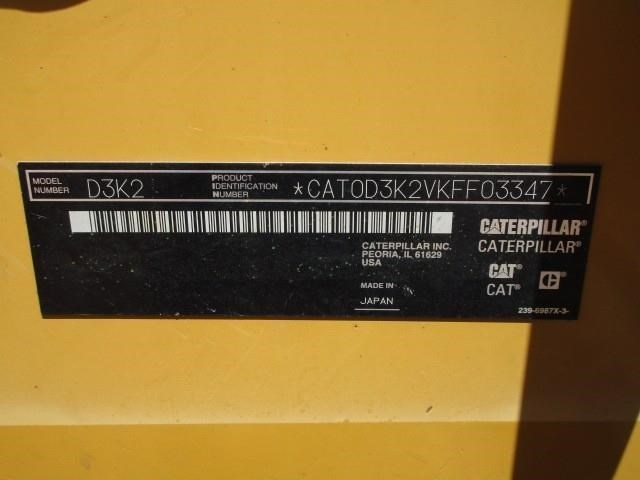 MODEL NUMBER D3K2 PRODUCT IDENTIFICATION NUMBER *CAT0D3K2VKFF03347*
CATERPILLAR
CATERPILLAR
CATERPILLAR INC.
PEORIA, IL 61629
USA
CAT
CAT
C
MADE IN
JAPAN
239-6987X-3-